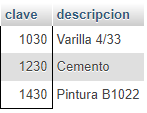 clave descripcion
1030 Varilla 4/33
1230 Cemento
1430 Pintura B1022